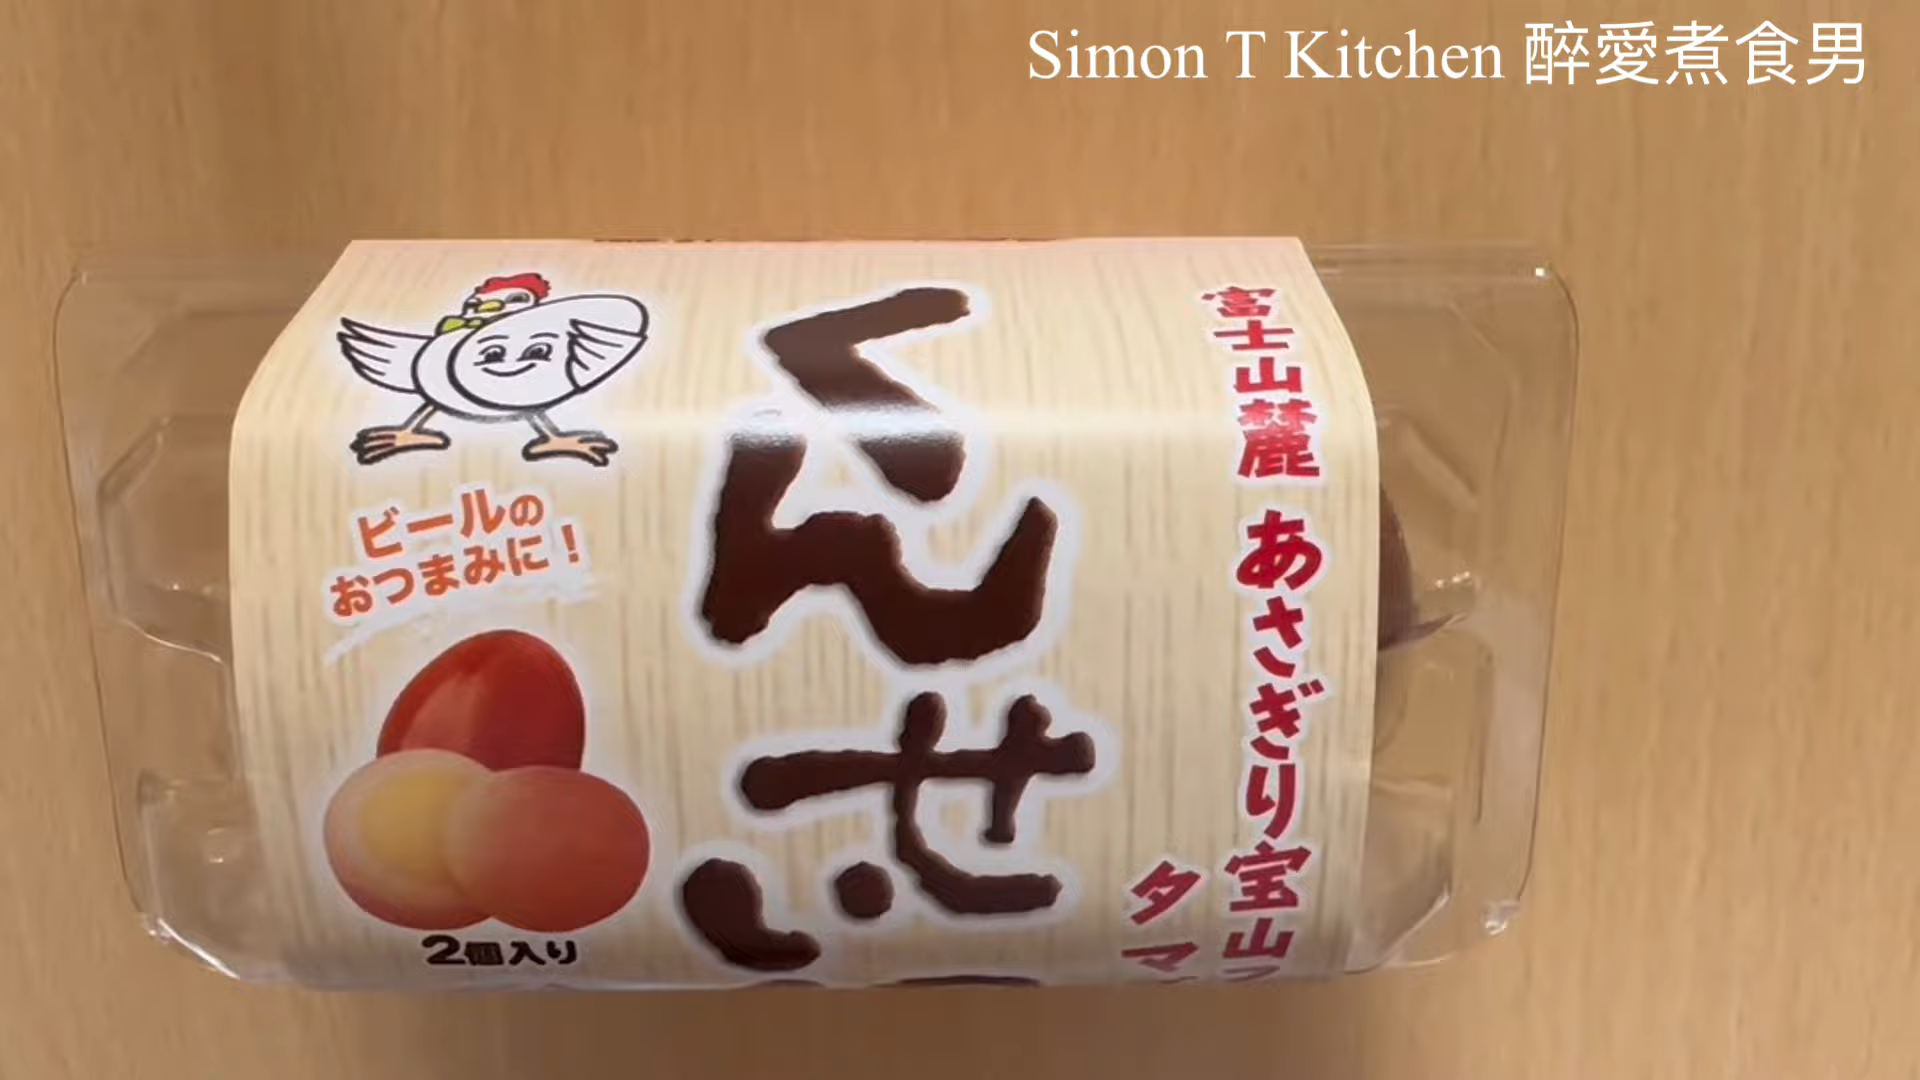 Simon T Kitchen 醉愛煮食男
富士山麓 あさぎり宝山
タマ
くんせい
ビールの
おつまみに！
2個入り